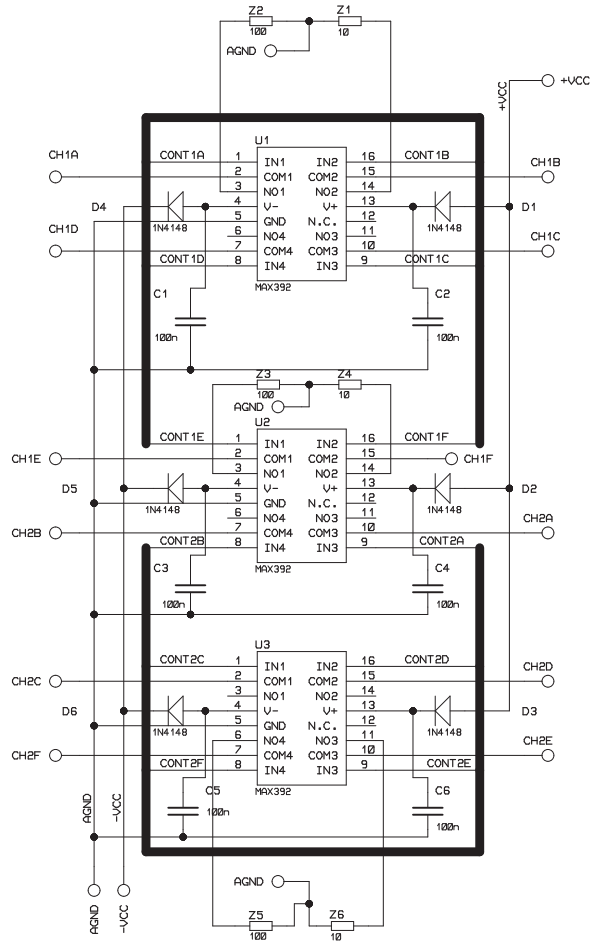 Z2 Z1
100 10
AGND
+VCC
+VCC
U1
CH1A CONT1A 1 IN1 IN2 16 CONT1B CH1B
2 COM1 COM2 15
3 NO1 NO2 14
D4 4 V- V+ 13 D1
1N4148 5 GND N.C. 12 1N4148
CH1D 6 NO4 NO3 11 CH1C
7 COM4 COM3 10
CONT1D 8 IN4 IN3 9 CONT1C
MAX392
C1 C2
100n 100n
Z3 Z4
100 10
AGND
U2
CONT1E 1 IN1 IN2 16 CONT1F
CH1E 2 COM1 COM2 15 CH1F
3 NO1 NO2 14
D5 4 V- V+ 13 D2
1N4148 5 GND N.C. 12 1N4148
6 NO4 NO3 11
CH2B 7 COM4 COM3 10 CH2A
CONT2B 8 IN4 IN3 9 CONT2A
MAX392
C3 C4
100n 100n
U3
CONT2C 1 IN1 IN2 16 CONT2D
CH2C 2 COM1 COM2 15 CH2D
3 NO1 NO2 14
D6 4 V- V+ 13 D3
1N4148 5 GND N.C. 12 1N4148
6 NO4 NO3 11
CH2F 7 COM4 COM3 10 CH2E
CONT2F 8 IN4 IN3 9 CONT2E
MAX392
C5 C6
100n 100n
AGND -VCC
AGND
AGND -VCC
Z5 Z6
100 10